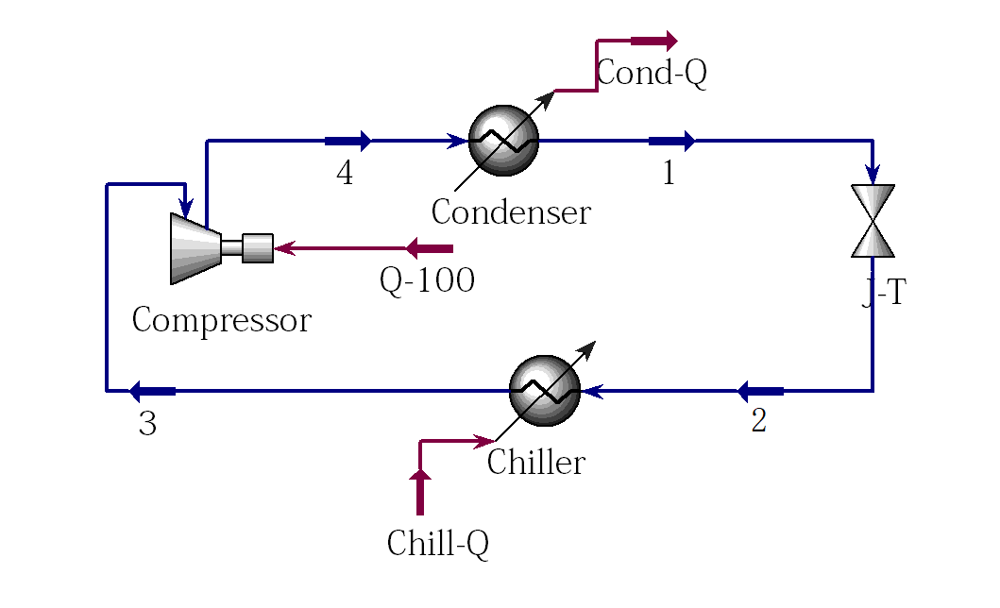 Cond-Q
4
1
Condenser
Q-100
J-T
Compressor
3
2
Chiller
Chill-Q